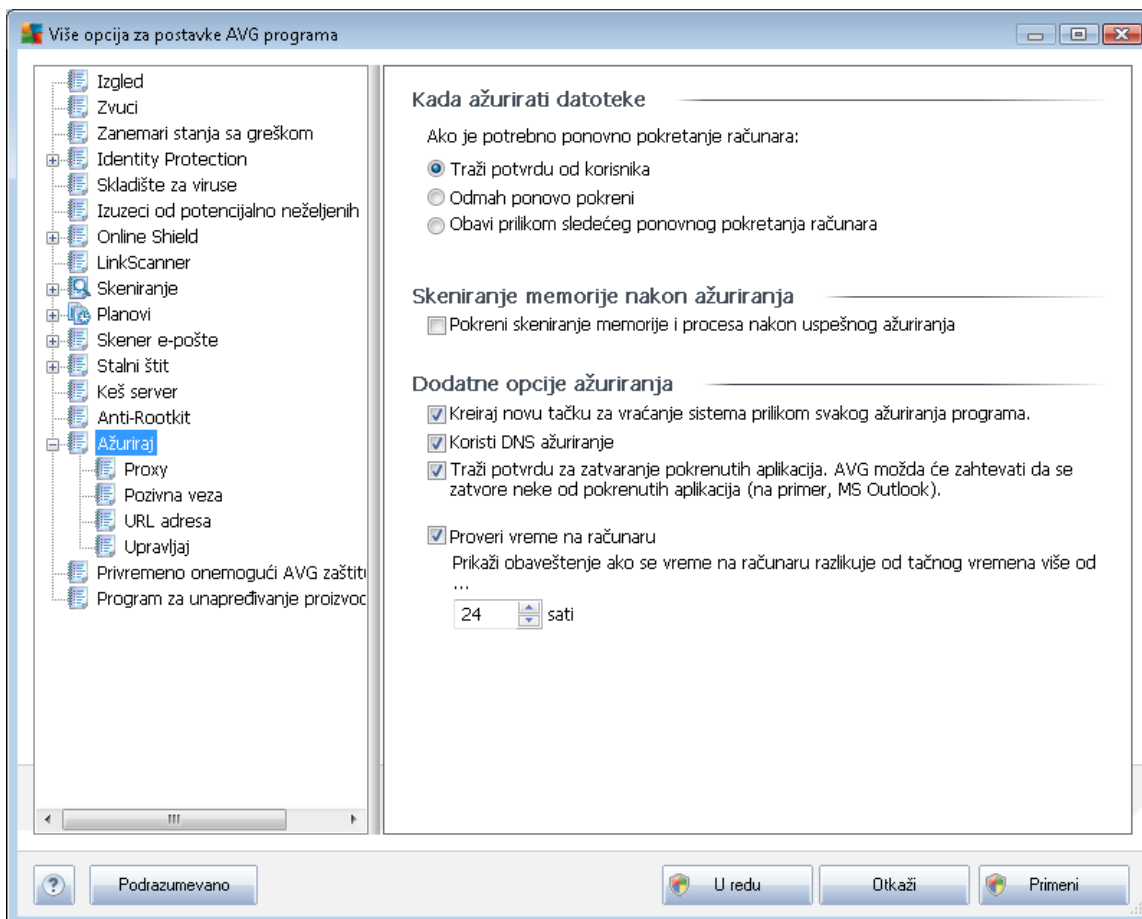 Više opcija za postavke AVG programa
Izgled
Zvuci
Zanemari stanja sa greškom
Identity Protection
Skladište za viruse
Izuzeci od potencijalno neželjenih
Online Shield
LinkScanner
Skeniranje
Planovi
Skener e-pošte
Stalni štit
Keš server
Anti-Rootkit
Ažuriraj
Proxy
Pozivna veza
URL adresa
Upravljaj
Privremeno onemogući AVG zaštitu
Program za unapređivanje proizvod
Kada ažurirati datoteke
Ako je potrebno ponovno pokretanje računara:
Traži potvrdu od korisnika
Odmah ponovo pokreni
Obavi prilikom sledećeg ponovnog pokretanja računara
Skeniranje memorije nakon ažuriranja
Pokreni skeniranje memorije i procesa nakon uspešnog ažuriranja
Dodatne opcije ažuriranja
Kreiraj novu tačku za vraćanje sistema prilikom svakog ažuriranja programa.
Koristi DNS ažuriranje
Traži potvrdu za zatvaranje pokrenutih aplikacija. AVG možda će zahtevati da se
zatvore neke od pokrenutih aplikacija (na primer, MS Outlook).
Proveri vreme na računaru
Prikaži obaveštenje ako se vreme na računaru razlikuje od tačnog vremena više od
...
24 sati
? Podrazumevano U redu Otkaži Primeni